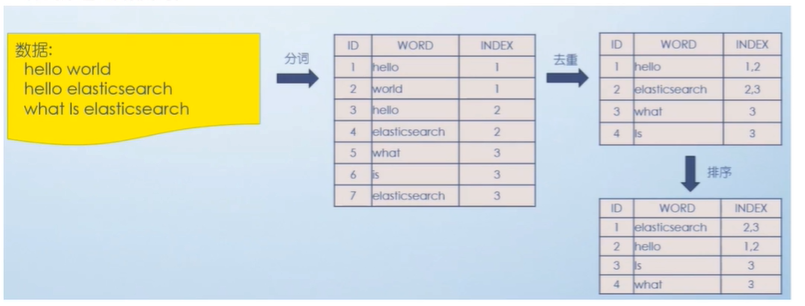 数据:
hello world
hello elasticsearch
what Is elasticsearch
分词
ID WORD INDEX
1 hello 1
2 world 1
3 hello 2
4 elasticsearch 2
5 what 3
6 is 3
7 elasticsearch 3
去重
ID WORD INDEX
1 hello 1,2
2 elasticsearch 2,3
3 what 3
4 Is 3
排序
ID WORD INDEX
1 elasticsearch 2,3
2 hello 1,2
3 Is 3
4 what 3